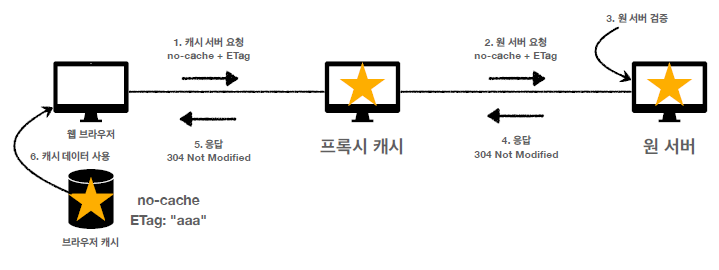 3. 원 서버 검증
1. 캐시 서버 요청
no-cache + ETag
2. 원 서버 요청
no-cache + ETag
웹 브라우저
프록시 캐시
원 서버
5. 응답
304 Not Modified
4. 응답
304 Not Modified
6. 캐시 데이터 사용
no-cache
ETag: "aaa"
브라우저 캐시